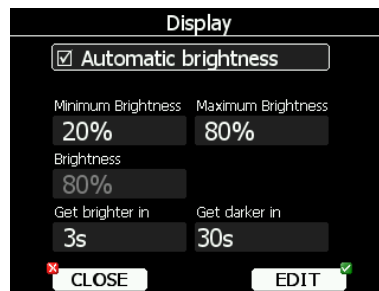 Display
Automatic brightness
Minimum Brightness Maximum Brightness
20% 80%
Brightness
80%
Get brighter in Get darker in
3s 30s
CLOSE EDIT